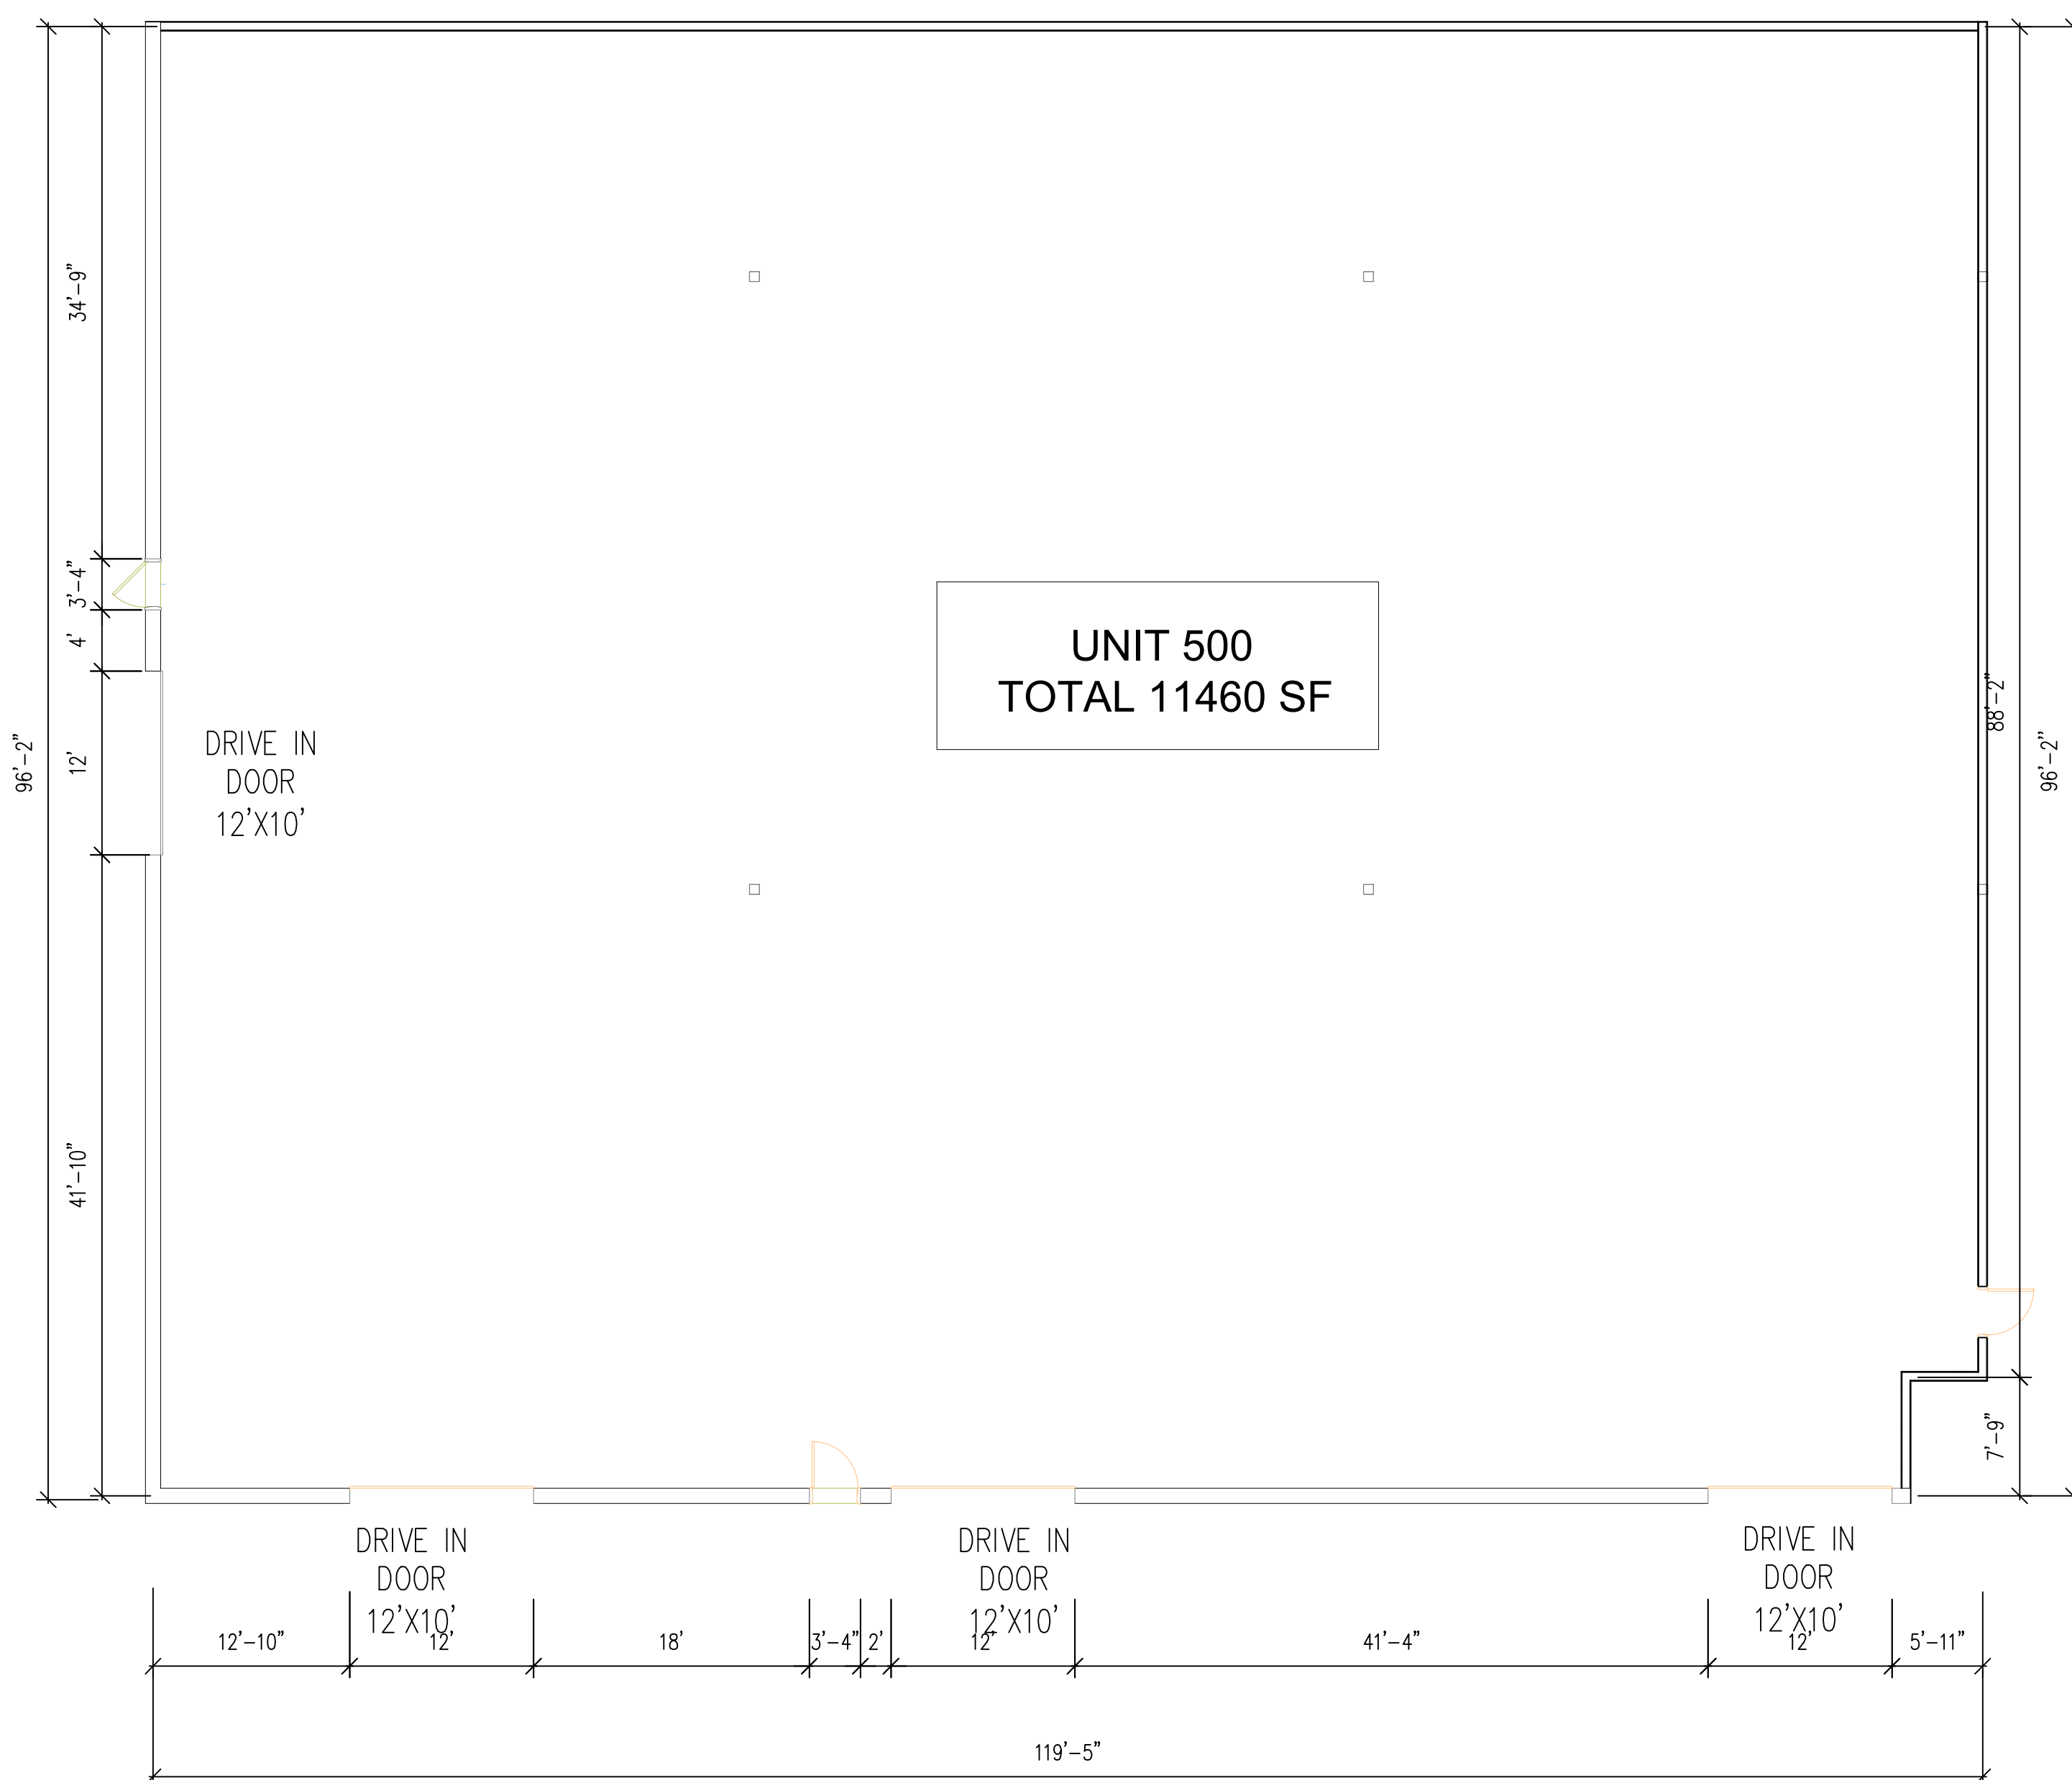 34'-9"
3'-4"
4'
12'
96'-2"
41'-10"
UNIT 500
TOTAL 11460 SF
DRIVE IN
DOOR
12'X10'
88'-2"
96'-2"
7'-9"
DRIVE IN
DOOR
12'X10'
DRIVE IN
DOOR
12'X10'
DRIVE IN
DOOR
12'X10'
12'-10"
12'
18'
3'-4"
2'
12'
41'-4"
12'
5'-11"
119'-5"